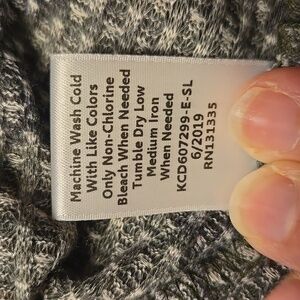 Machine Wash Cold
With Like Colors
Only Non-Chlorine
Bleach When Needed
Tumble Dry Low
Medium Iron
When Needed
KCD607299-E-SL
6/2019
RN131335